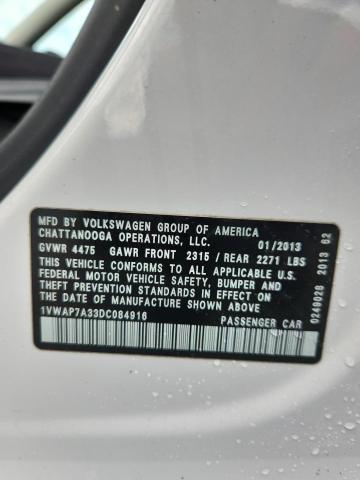 MFD BY VOLKSWAGEN GROUP OF AMERICA
CHATTANOOGA OPERATIONS, LLC. 01/2013
GVWR 4475 GAWR FRONT 2315 / REAR 2271 LBS
THIS VEHICLE CONFORMS TO ALL APPLICABLE U.S.
FEDERAL MOTOR VEHICLE SAFETY, BUMPER AND
THEFT PREVENTION STANDARDS IN EFFECT ON
THE DATE OF MANUFACTURE SHOWN ABOVE
1VWAP7A33DC084916 PASSENGER CAR
0249028 2013 62